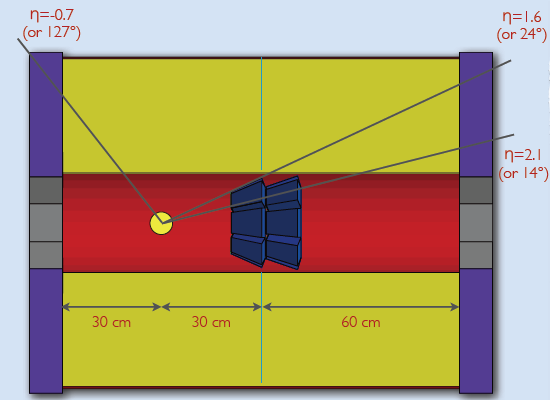 η=-0.7
(or 127°)
η=1.6
(or 24°)
η=2.1
(or 14°)
30 cm
30 cm
60 cm